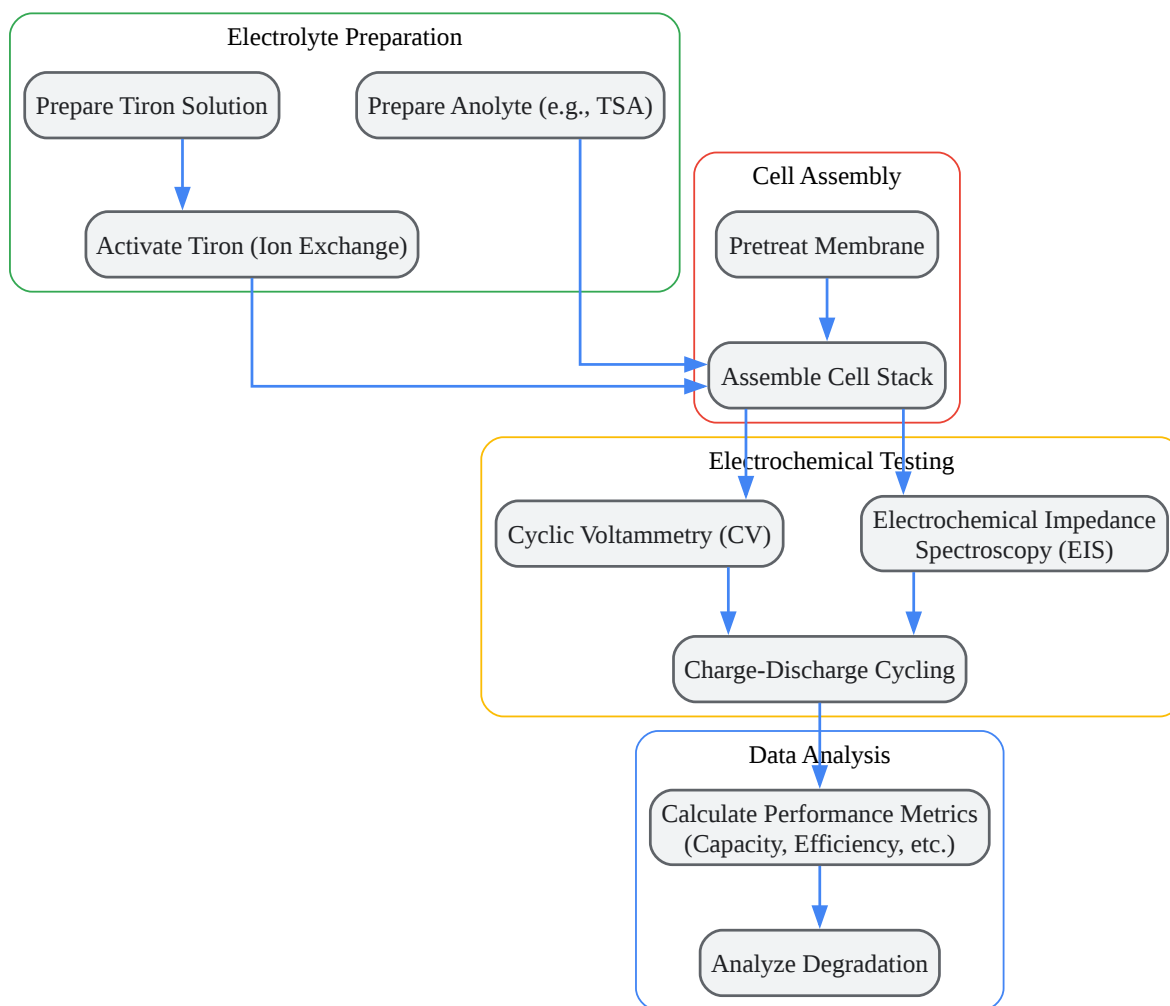 Electrolyte Preparation
Prepare Tiron Solution
Prepare Anolyte (e.g., TSA)
Activate Tiron (Ion Exchange)
Cell Assembly
Pretreat Membrane
Assemble Cell Stack
Electrochemical Testing
Cyclic Voltammetry (CV)
Electrochemical Impedance
Spectroscopy (EIS)
Charge-Discharge Cycling
Data Analysis
Calculate Performance Metrics
(Capacity, Efficiency, etc.)
Analyze Degradation